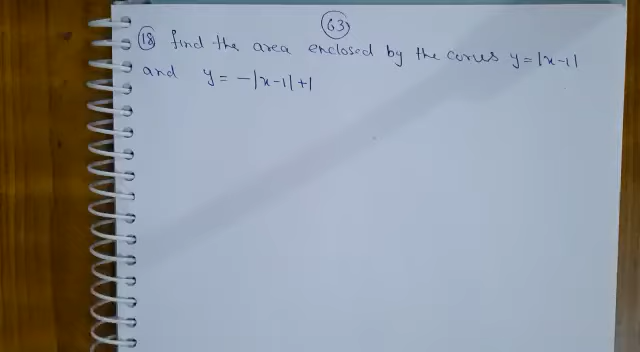 63
18 find the area enclosed by the corves y = |x-1|
and y = -|x-1|+1